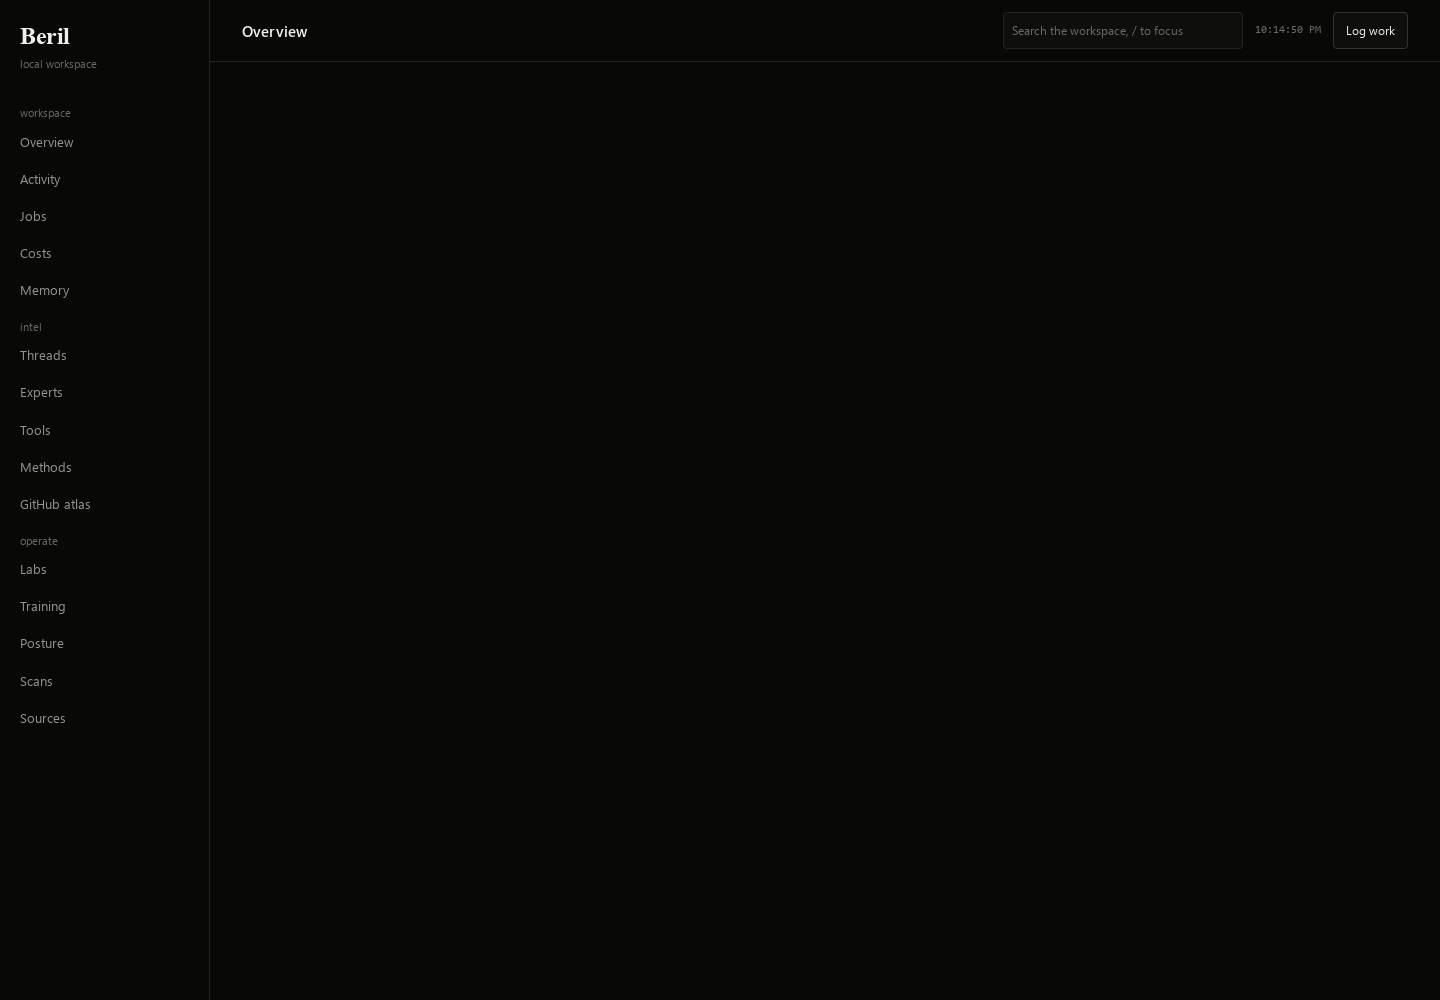 Beril
local workspace
workspace
Overview
Activity
Jobs
Costs
Memory
intel
Threads
Experts
Tools
Methods
GitHub atlas
operate
Labs
Training
Posture
Scans
Sources
Overview
Search the workspace, / to focus
10:14:50 PM
Log work